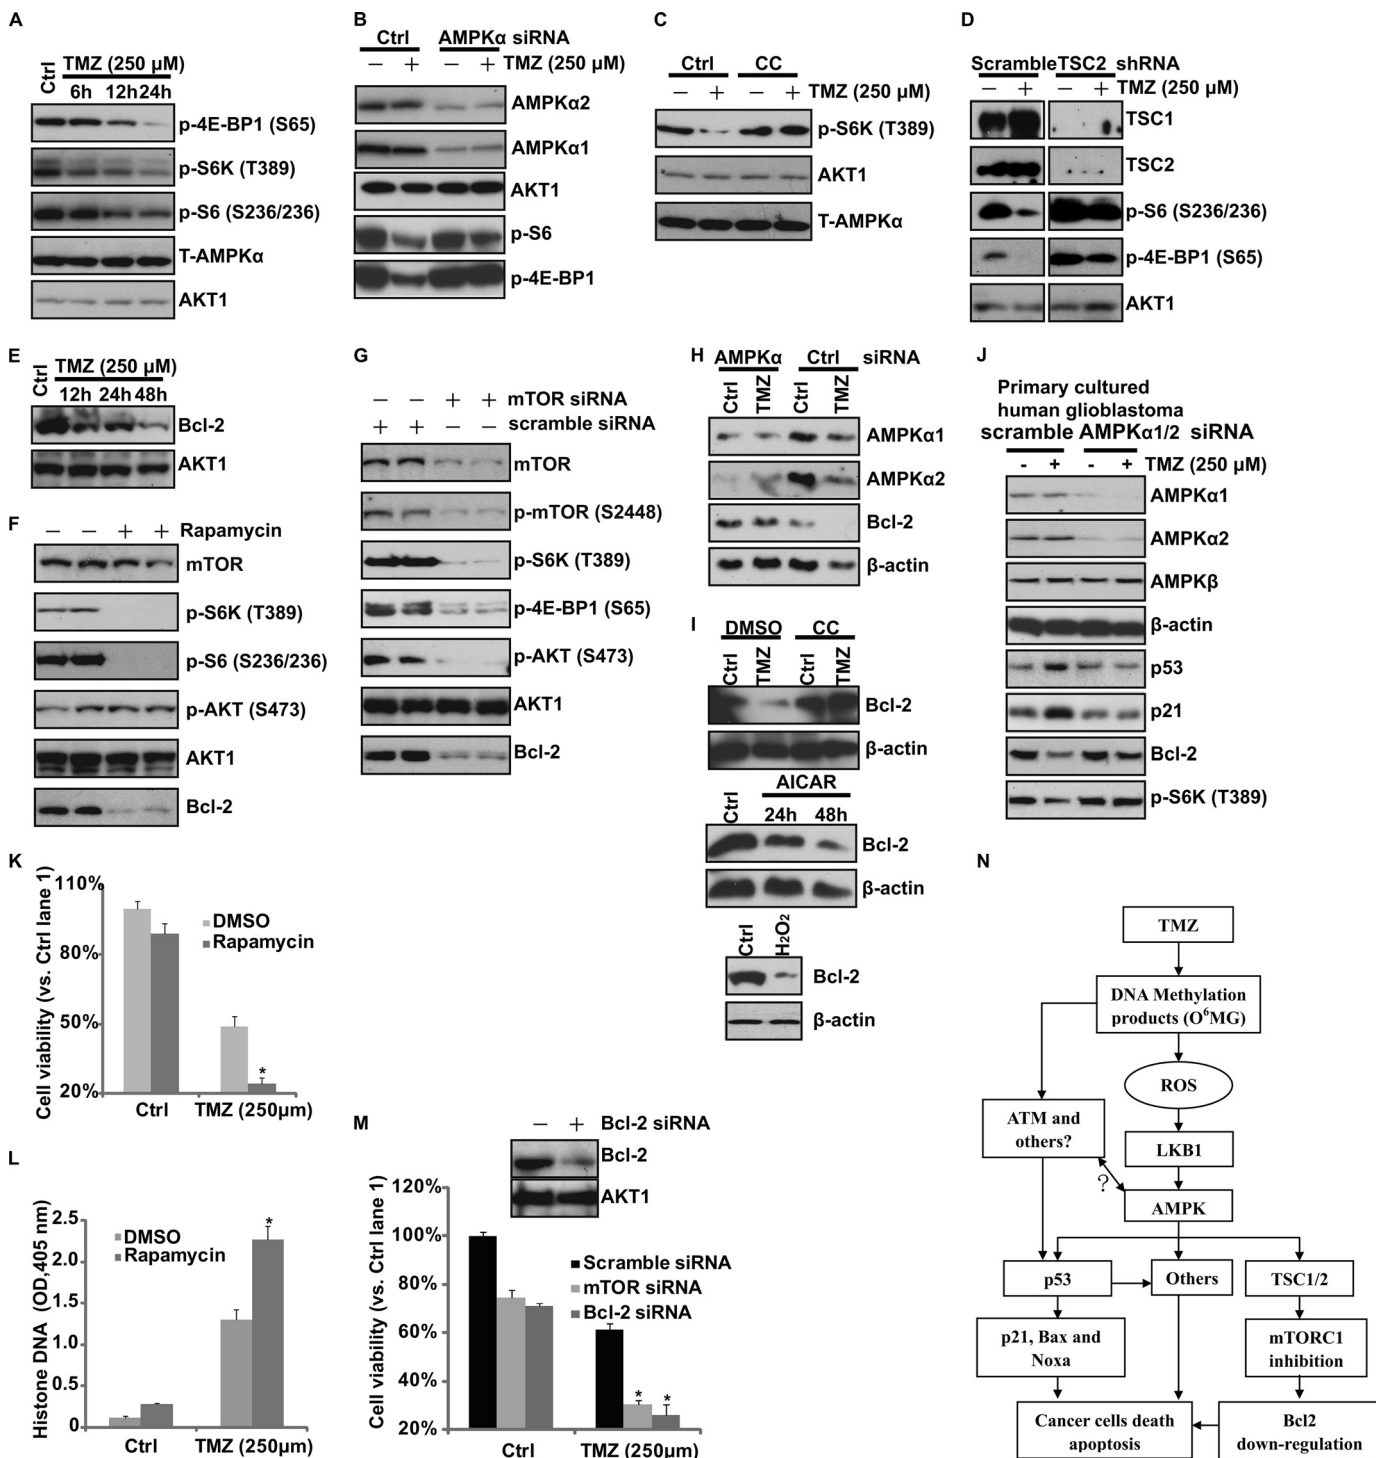 A
Ctrl
TMZ (250 μM)
6h 12h 24h
p-4E-BP1 (S65)
p-S6K (T389)
p-S6 (S236/236)
T-AMPKα
AKT1
B
Ctrl AMPKα siRNA
− + − + TMZ (250 μM)
AMPKα2
AMPKα1
AKT1
p-S6
p-4E-BP1
C
Ctrl CC
− + − + TMZ (250 μM)
p-S6K (T389)
AKT1
T-AMPKα
D
Scramble TSC2 shRNA
− + − + TMZ (250 μM)
TSC1
TSC2
p-S6 (S236/236)
p-4E-BP1 (S65)
AKT1
E
Ctrl
TMZ (250 μM)
12h 24h 48h
Bcl-2
AKT1
F
− − + + Rapamycin
mTOR
p-S6K (T389)
p-S6 (S236/236)
p-AKT (S473)
AKT1
Bcl-2
G
− − + + mTOR siRNA
+ + − − scramble siRNA
mTOR
p-mTOR (S2448)
p-S6K (T389)
p-4E-BP1 (S65)
p-AKT (S473)
AKT1
Bcl-2
H
AMPKα Ctrl siRNA
Ctrl TMZ Ctrl TMZ
AMPKα1
AMPKα2
Bcl-2
β-actin
I
DMSO CC
Ctrl TMZ Ctrl TMZ
Bcl-2
β-actin
AICAR
Ctrl 24h 48h
Bcl-2
β-actin
Ctrl H2O2
Bcl-2
β-actin
J
Primary cultured
human glioblastoma
scramble AMPKα1/2 siRNA
- + - + TMZ (250 μM)
AMPKα1
AMPKα2
AMPKβ
β-actin
p53
p21
Bcl-2
p-S6K (T389)
K
Cell viability (vs. Ctrl lane 1)
110%
80%
50%
20%
DMSO
Rapamycin
*
Ctrl TMZ (250μm)
L
Histone DNA (OD,405 nm)
2.5
2.0
1.5
1.0
0.5
0
DMSO
Rapamycin
*
Ctrl TMZ (250μm)
M
− + Bcl-2 siRNA
Bcl-2
AKT1
Cell viability (vs. Ctrl lane 1)
120%
100%
80%
60%
40%
20%
Scramble siRNA
mTOR siRNA
Bcl-2 siRNA
* *
Ctrl TMZ (250μm)
N
TMZ
DNA Methylation
products (O⁶MG)
ROS
ATM and
others?
LKB1
?
AMPK
p53 Others TSC1/2
p21, Bax and
Noxa
mTORC1
inhibition
Cancer cells death
apoptosis
Bcl2
down-regulation